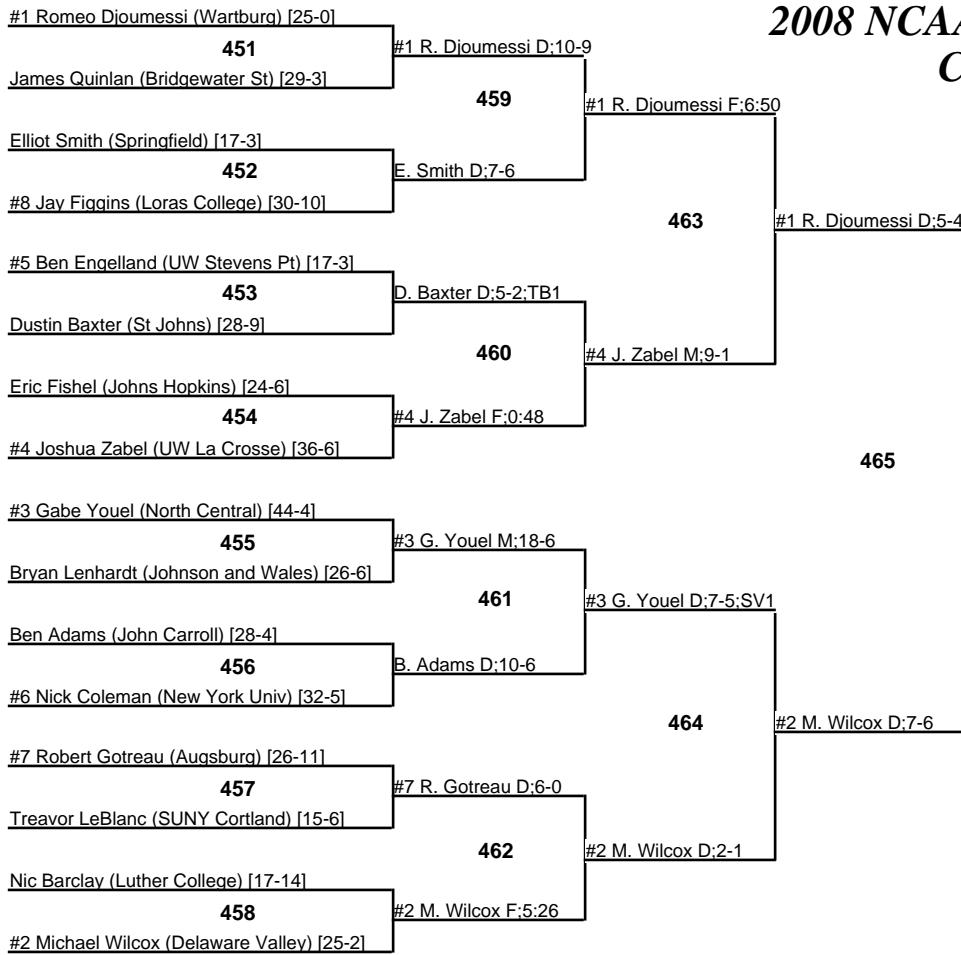 2008 NCAA
C
#1 Romeo Djoumessi (Wartburg) [25-0]
451
James Quinlan (Bridgewater St) [29-3]
#1 R. Djoumessi D;10-9
459
Elliot Smith (Springfield) [17-3]
452
#8 Jay Figgins (Loras College) [30-10]
E. Smith D;7-6
#1 R. Djoumessi F;6:50
463
#5 Ben Engelland (UW Stevens Pt) [17-3]
453
Dustin Baxter (St Johns) [28-9]
D. Baxter D;5-2;TB1
460
Eric Fishel (Johns Hopkins) [24-6]
454
#4 Joshua Zabel (UW La Crosse) [36-6]
#4 J. Zabel F;0:48
#4 J. Zabel M;9-1
#1 R. Djoumessi D;5-4
465
#3 Gabe Youel (North Central) [44-4]
455
Bryan Lenhardt (Johnson and Wales) [26-6]
#3 G. Youel M;18-6
461
Ben Adams (John Carroll) [28-4]
456
#6 Nick Coleman (New York Univ) [32-5]
B. Adams D;10-6
#3 G. Youel D;7-5;SV1
464
#7 Robert Gotreau (Augsburg) [26-11]
457
Treavor LeBlanc (SUNY Cortland) [15-6]
#7 R. Gotreau D;6-0
462
Nic Barclay (Luther College) [17-14]
458
#2 Michael Wilcox (Delaware Valley) [25-2]
#2 M. Wilcox F;5:26
#2 M. Wilcox D;2-1
#2 M. Wilcox D;7-6